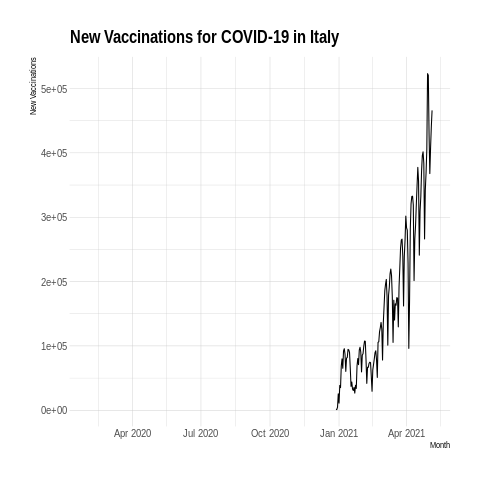 New Vaccinations for COVID-19 in Italy
New Vaccinations
5e+05
4e+05
3e+05
2e+05
1e+05
0e+00
Apr 2020 Jul 2020 Oct 2020 Jan 2021 Apr 2021
Month